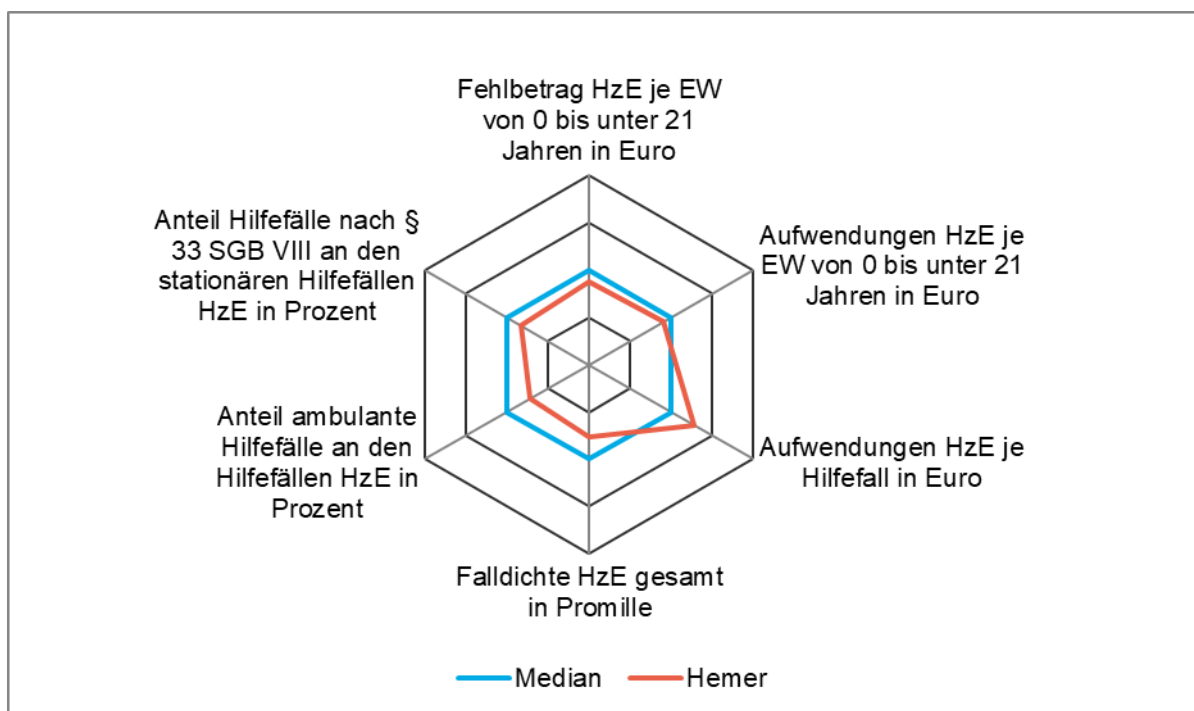 Fehlbetrag HzE je EW
von 0 bis unter 21
Jahren in Euro
Aufwendungen HzE je
EW von 0 bis unter 21
Jahren in Euro
Aufwendungen HzE je
Hilfefall in Euro
Falldichte HzE gesamt
in Promille
Anteil ambulante
Hilfefälle an den
Hilfefällen HzE in
Prozent
Anteil Hilfefälle nach §
33 SGB VIII an den
stationären Hilfefällen
HzE in Prozent
Median
Hemer